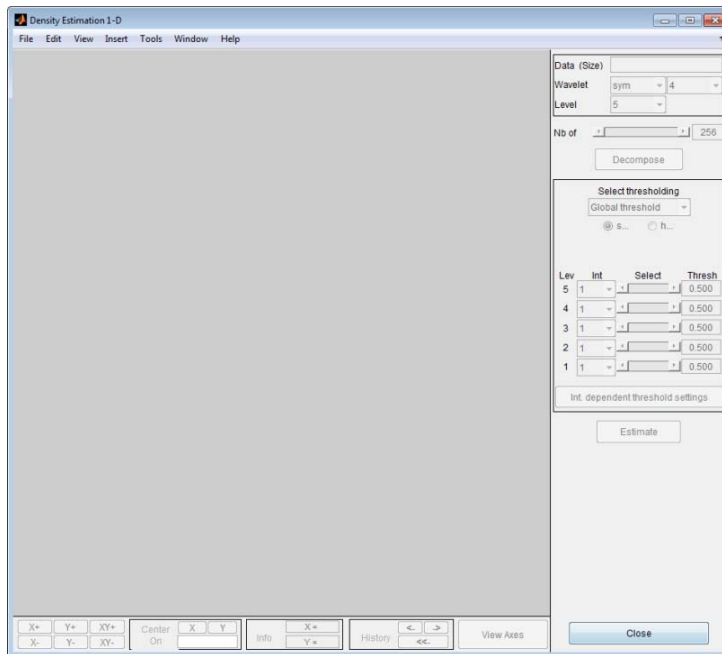 Density Estimation 1-D
File Edit View Insert Tools Window Help
Data (Size)
Wavelet sym 4
Level 5
Nb of 256
Decompose
Select thresholding
Global threshold
s... h...
Lev Int Select Thresh
5 1 0.500
4 1 0.500
3 1 0.500
2 1 0.500
1 1 0.500
Int. dependent threshold settings
Estimate
X+ Y+ XY+
X- Y- XY-
Center On
X Y
Info
X =
Y =
History
<- ->
<<-
View Axes
Close